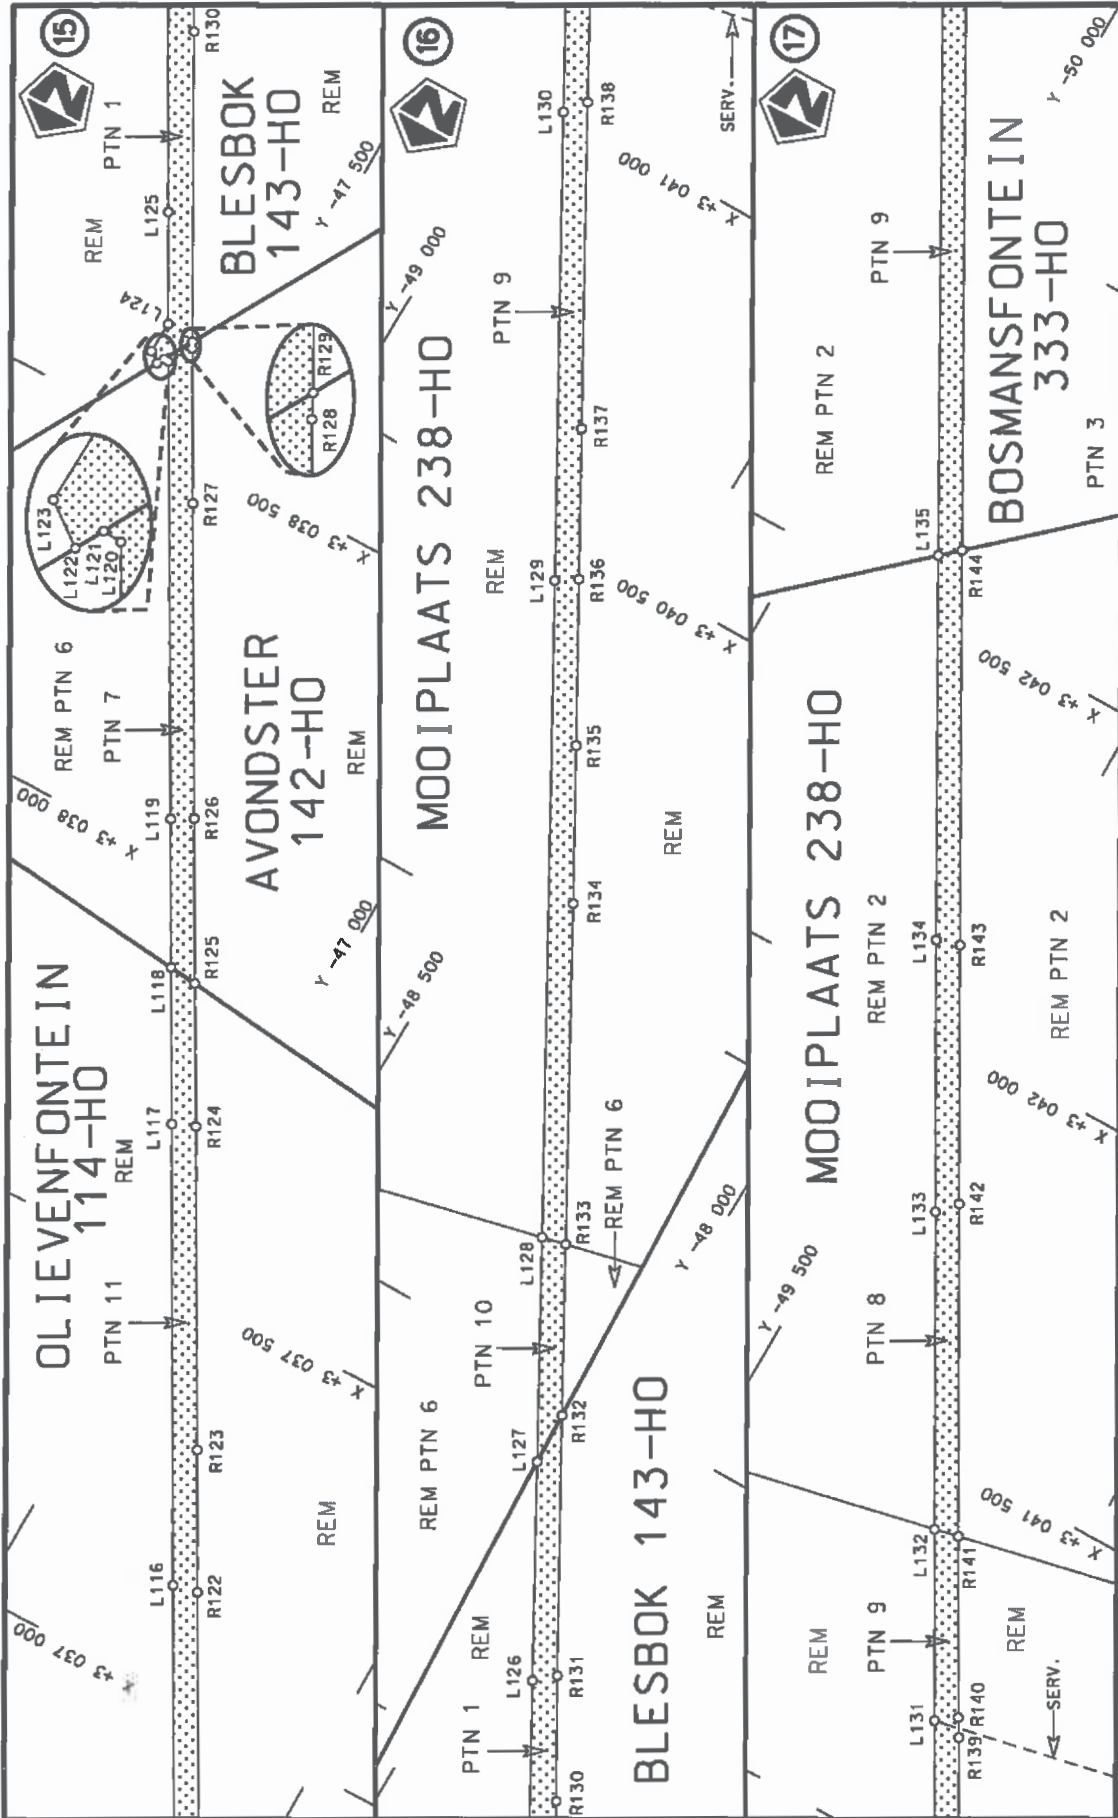 15
OLIEVENFONTEIN
114-HO
REM
PTN 11
+3 037 000
L116
R122
R123
REM
X +3 037 500
L117
R124
L118
R125
X +3 038 000
L119
R126
REM PTN 6
PTN 7
AVONDSTER
142-HO
REM
Y -47 000
L120
L121
L122
L123
R127
X +3 038 500
R128
R129
L124
L125
REM
PTN 1
BLESBOK
143-HO
REM
Y -47 500
R130
16
R130
PTN 1
L126
R131
REM
BLESBOK 143-HO
REM
REM PTN 6
L127
R132
PTN 10
L128
R133
REM PTN 6
Y -48 000
Y -48 500
MOOIPLAATS 238-HO
R134
REM
R135
L129
R136
REM
X +3 040 500
R137
PTN 9
Y -49 000
L130
R138
X +3 041 000
SERV.
17
L131
R139
R140
SERV.
REM
PTN 9
REM
L132
R141
X +3 041 500
Y -49 500
PTN 8
L133
R142
X +3 042 000
MOOIPLAATS 238-HO
REM PTN 2
L134
R143
REM PTN 2
X +3 042 500
L135
R144
REM PTN 2
PTN 9
BOSMANSFONTEIN
333-HO
PTN 3
Y -50 000